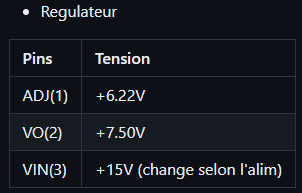 Regulateur
Pins Tension
ADJ(1) +6.22V
VO(2) +7.50V
VIN(3) +15V (change selon l'alim)